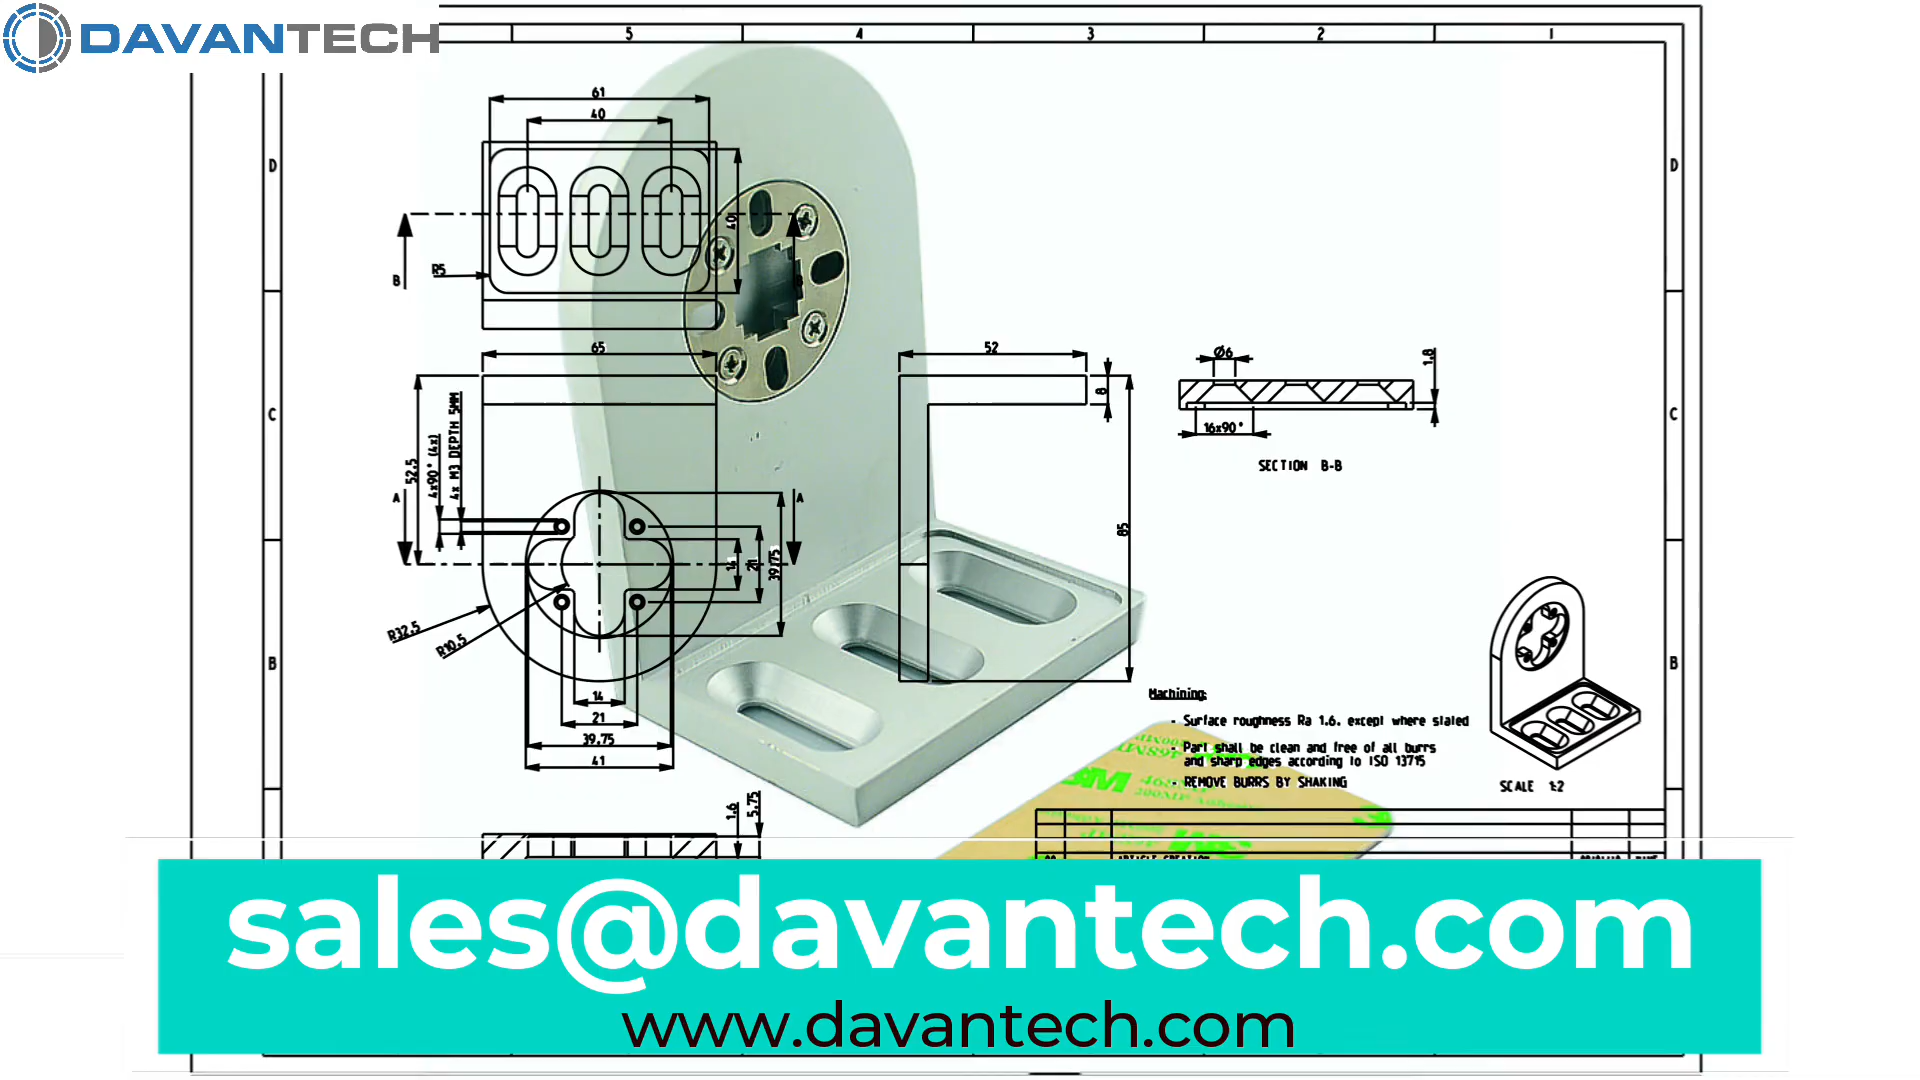 DAVANTECH
5 4 3 2 1
61
40
D
D
40
R5
B
65
52
Ø6
1.8
8
C
C
16x90°
SECTION B-B
52.5
4x90° (4x)
4x M3 DEPTH 5MM
A
A
85
14
21
39.75
R32.5
R10.5
B
B
14
21
39.75
41
Machining:
- Surface roughness Ra 1.6. except where stated
- Part shall be clean and free of all burrs
and sharp edges according to ISO 13715
- REMOVE BURRS BY SHAKING
SCALE 1:2
1.6
5.75
3M
sales@davantech.com
www.davantech.com